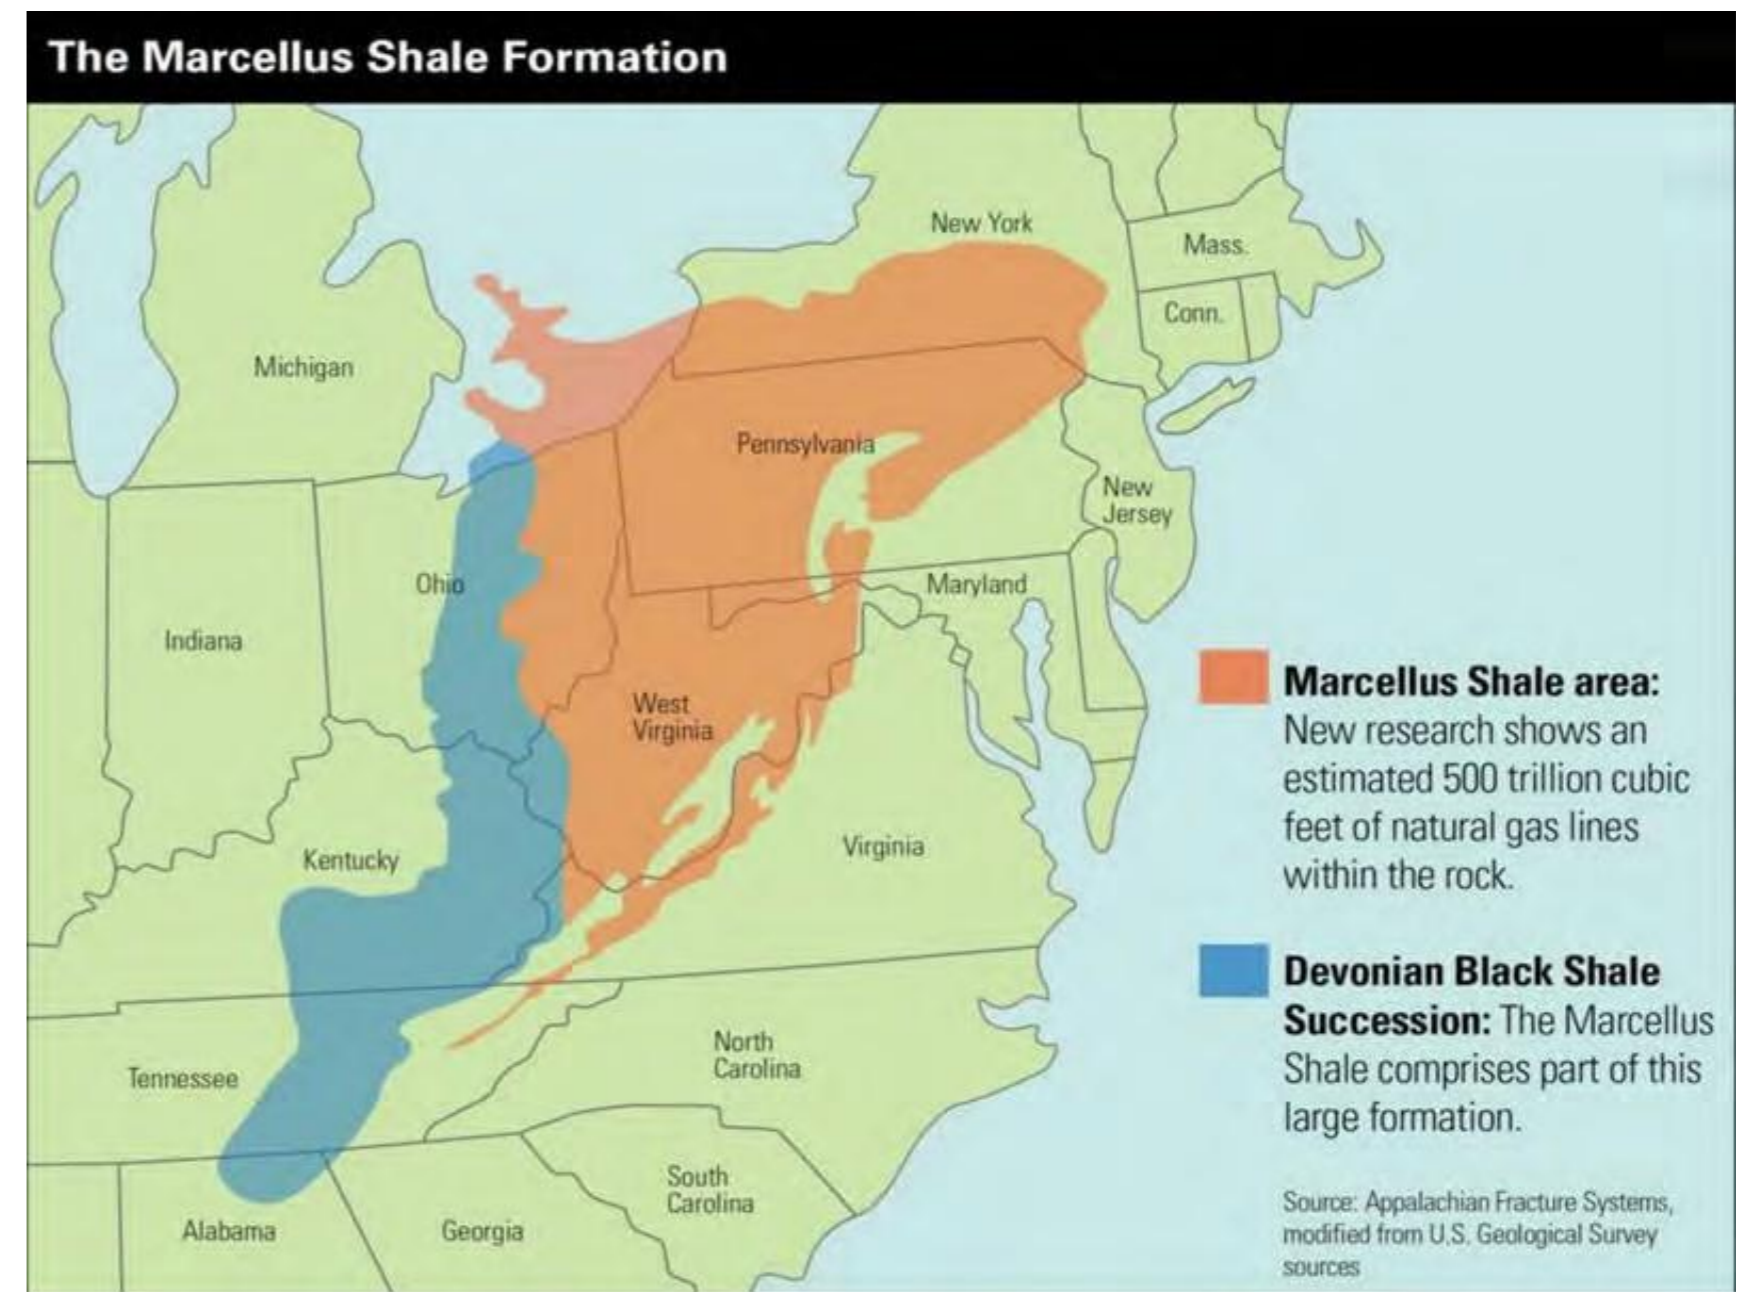 The Marcellus Shale Formation
New York
Mass.
Conn.
Michigan
Pennsylvania
New
Jersey
Ohio
Maryland
Indiana
West
Virginia
Kentucky
Virginia
North
Carolina
Tennessee
South
Carolina
Alabama
Georgia
Marcellus Shale area:
New research shows an
estimated 500 trillion cubic
feet of natural gas lines
within the rock.
Devonian Black Shale
Succession: The Marcellus
Shale comprises part of this
large formation.
Source: Appalachian Fracture Systems,
modified from U.S. Geological Survey
sources